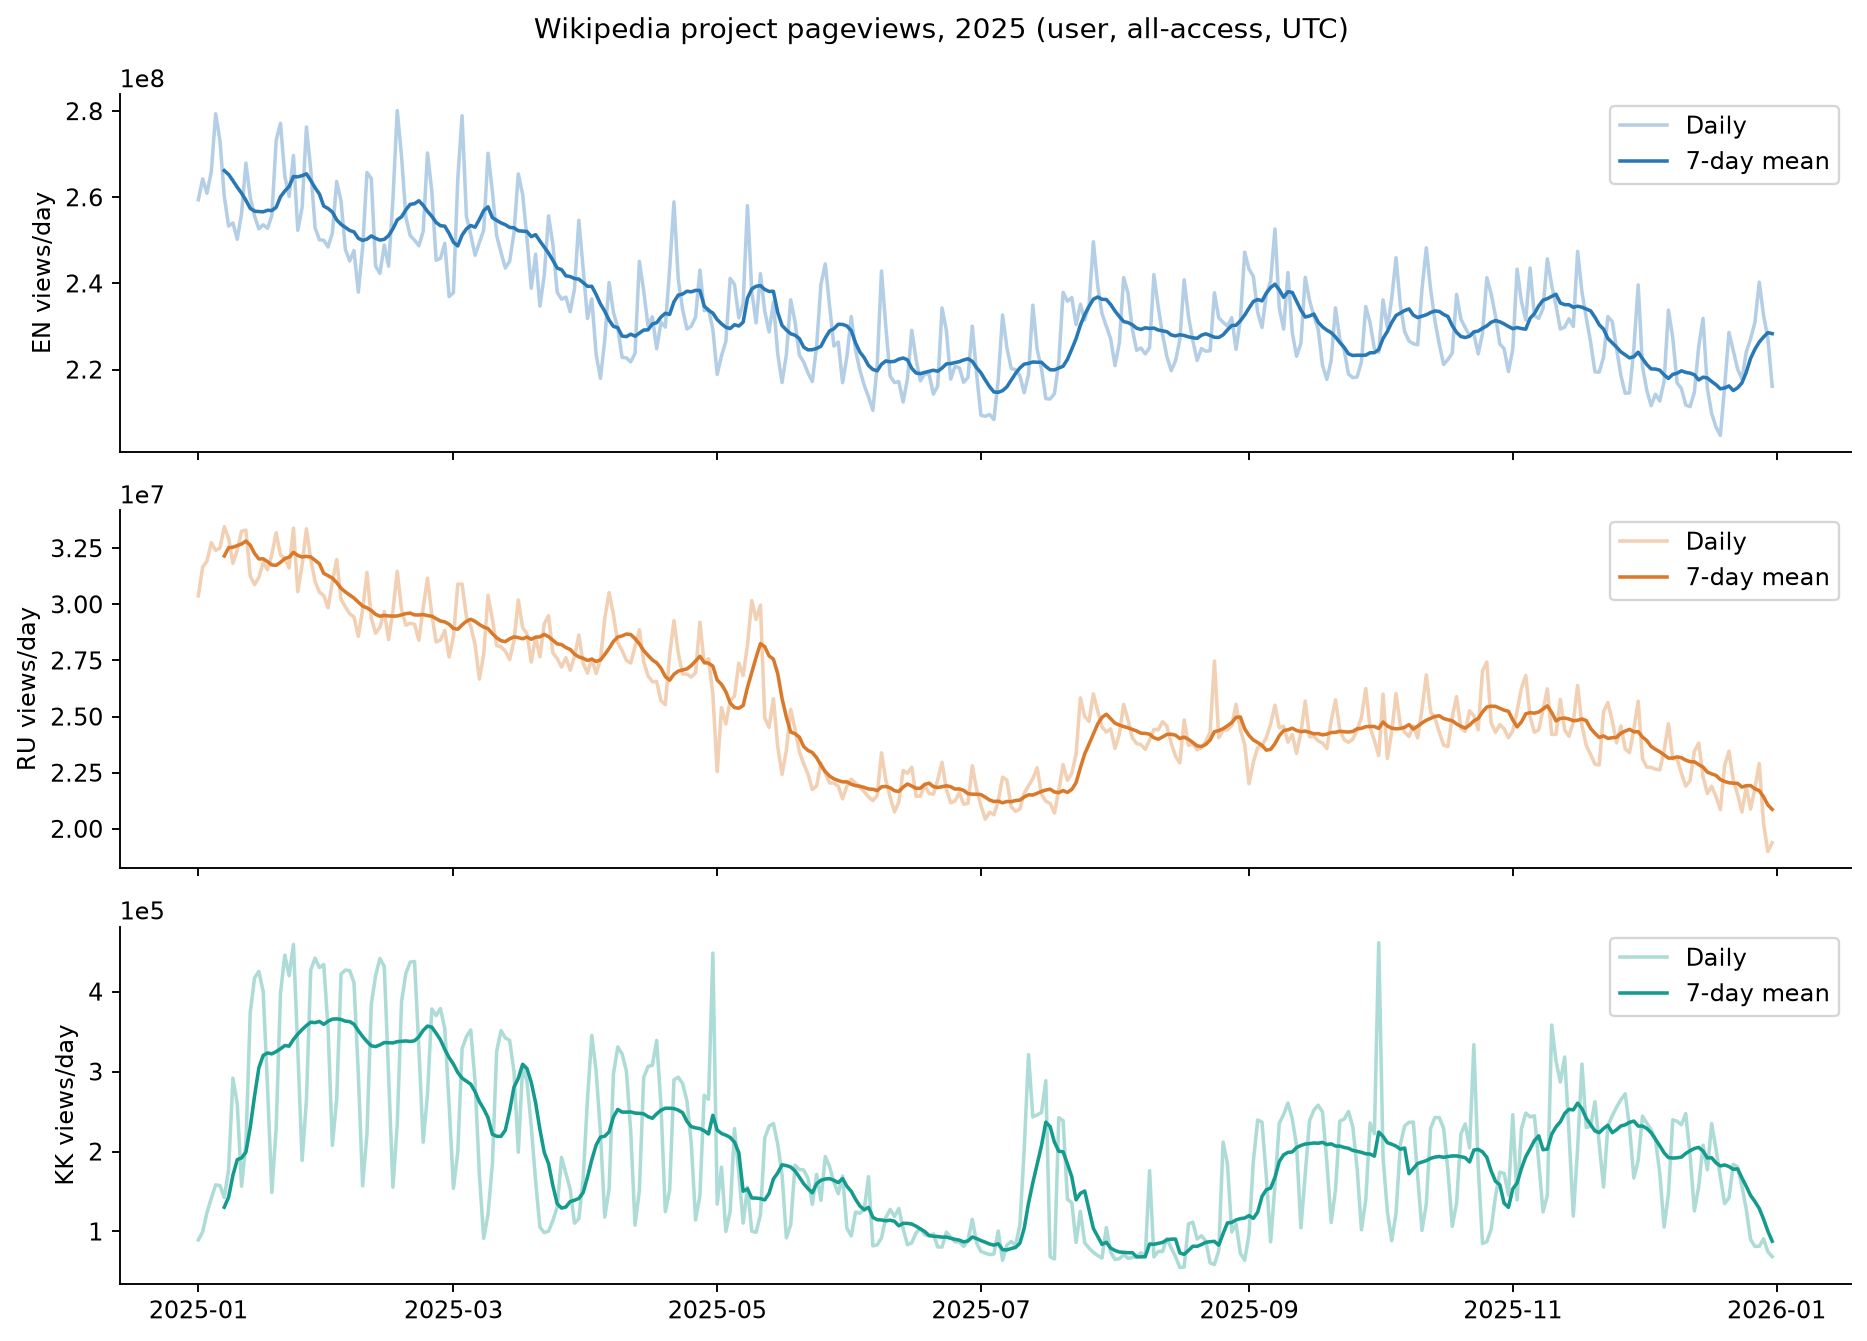 Wikipedia project pageviews, 2025 (user, all-access, UTC)
1e8
2.8
2.6
2.4
2.2
EN views/day
Daily
7-day mean
1e7
3.25
3.00
2.75
2.50
2.25
2.00
RU views/day
Daily
7-day mean
1e5
4
3
2
1
KK views/day
Daily
7-day mean
2025-01 2025-03 2025-05 2025-07 2025-09 2025-11 2026-01